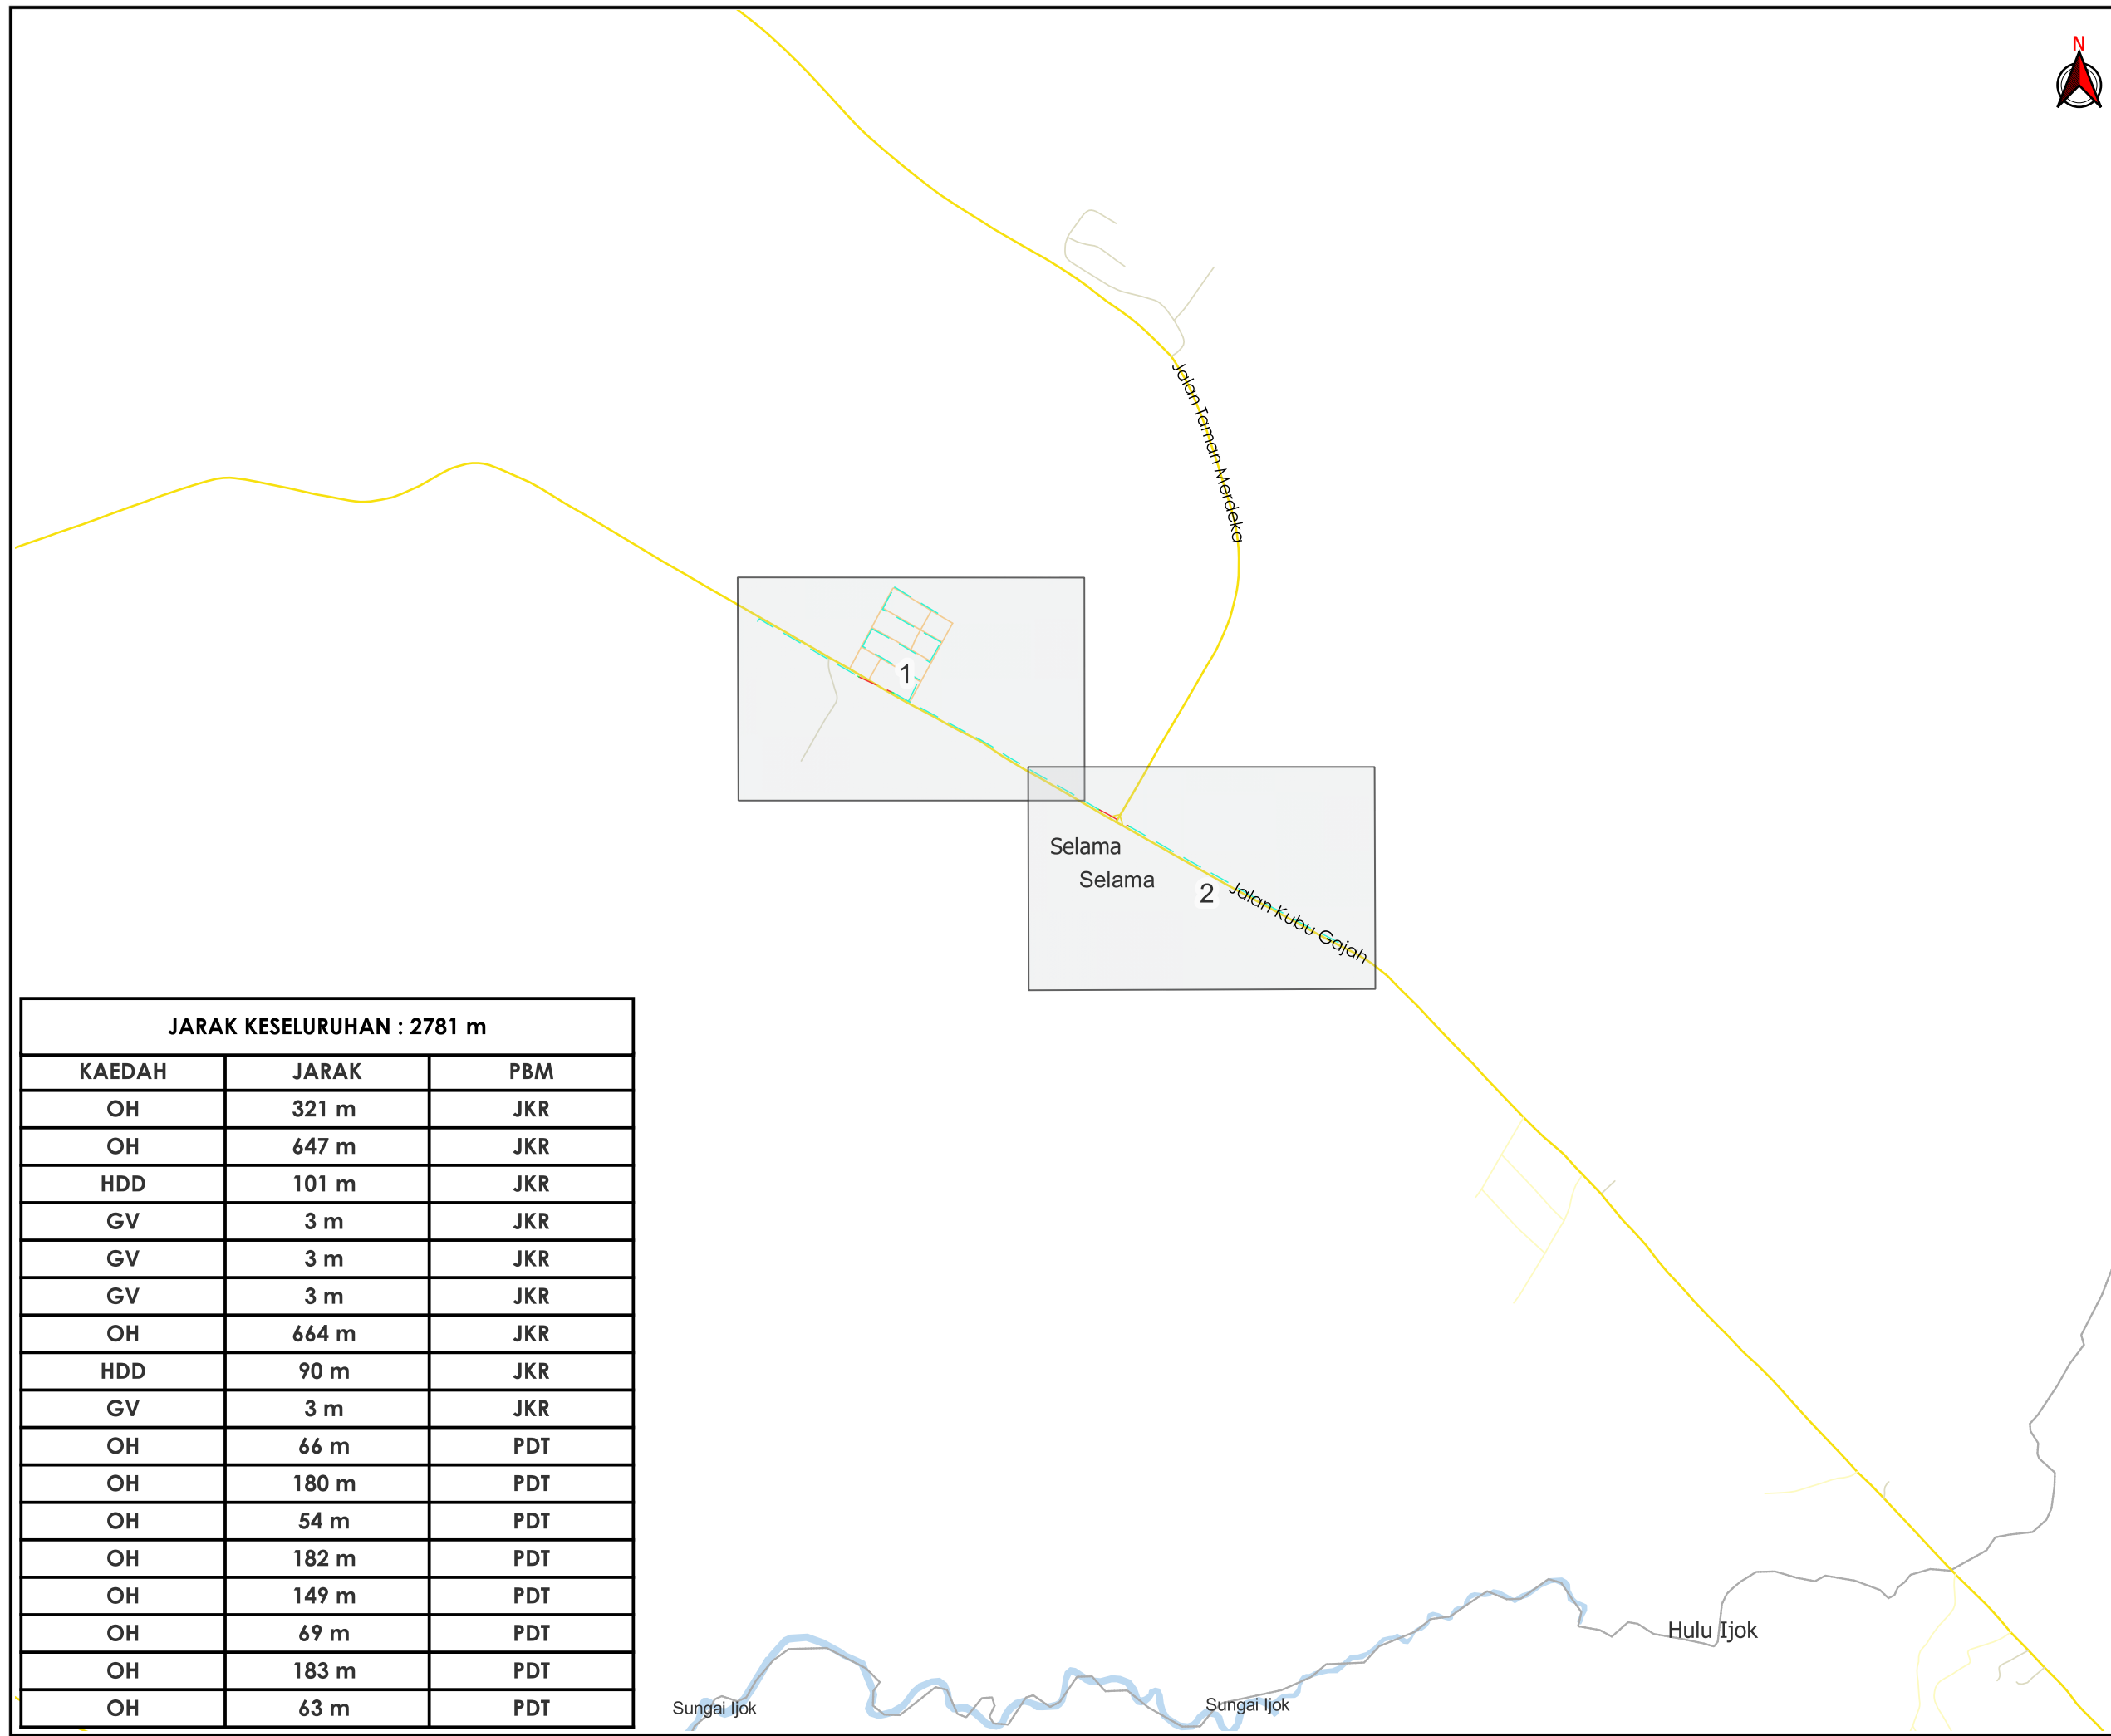 N
Jalan Taman Merdeka
1
Selama
Selama
2
Jalan Kubu Gajah
JARAK KESELURUHAN : 2781 m
KAEDAH JARAK PBM
OH 321 m JKR
OH 647 m JKR
HDD 101 m JKR
GV 3 m JKR
GV 3 m JKR
GV 3 m JKR
OH 664 m JKR
HDD 90 m JKR
GV 3 m JKR
OH 66 m PDT
OH 180 m PDT
OH 54 m PDT
OH 182 m PDT
OH 149 m PDT
OH 69 m PDT
OH 183 m PDT
OH 63 m PDT
Hulu Ijok
Sungai Ijok
Sungai Ijok